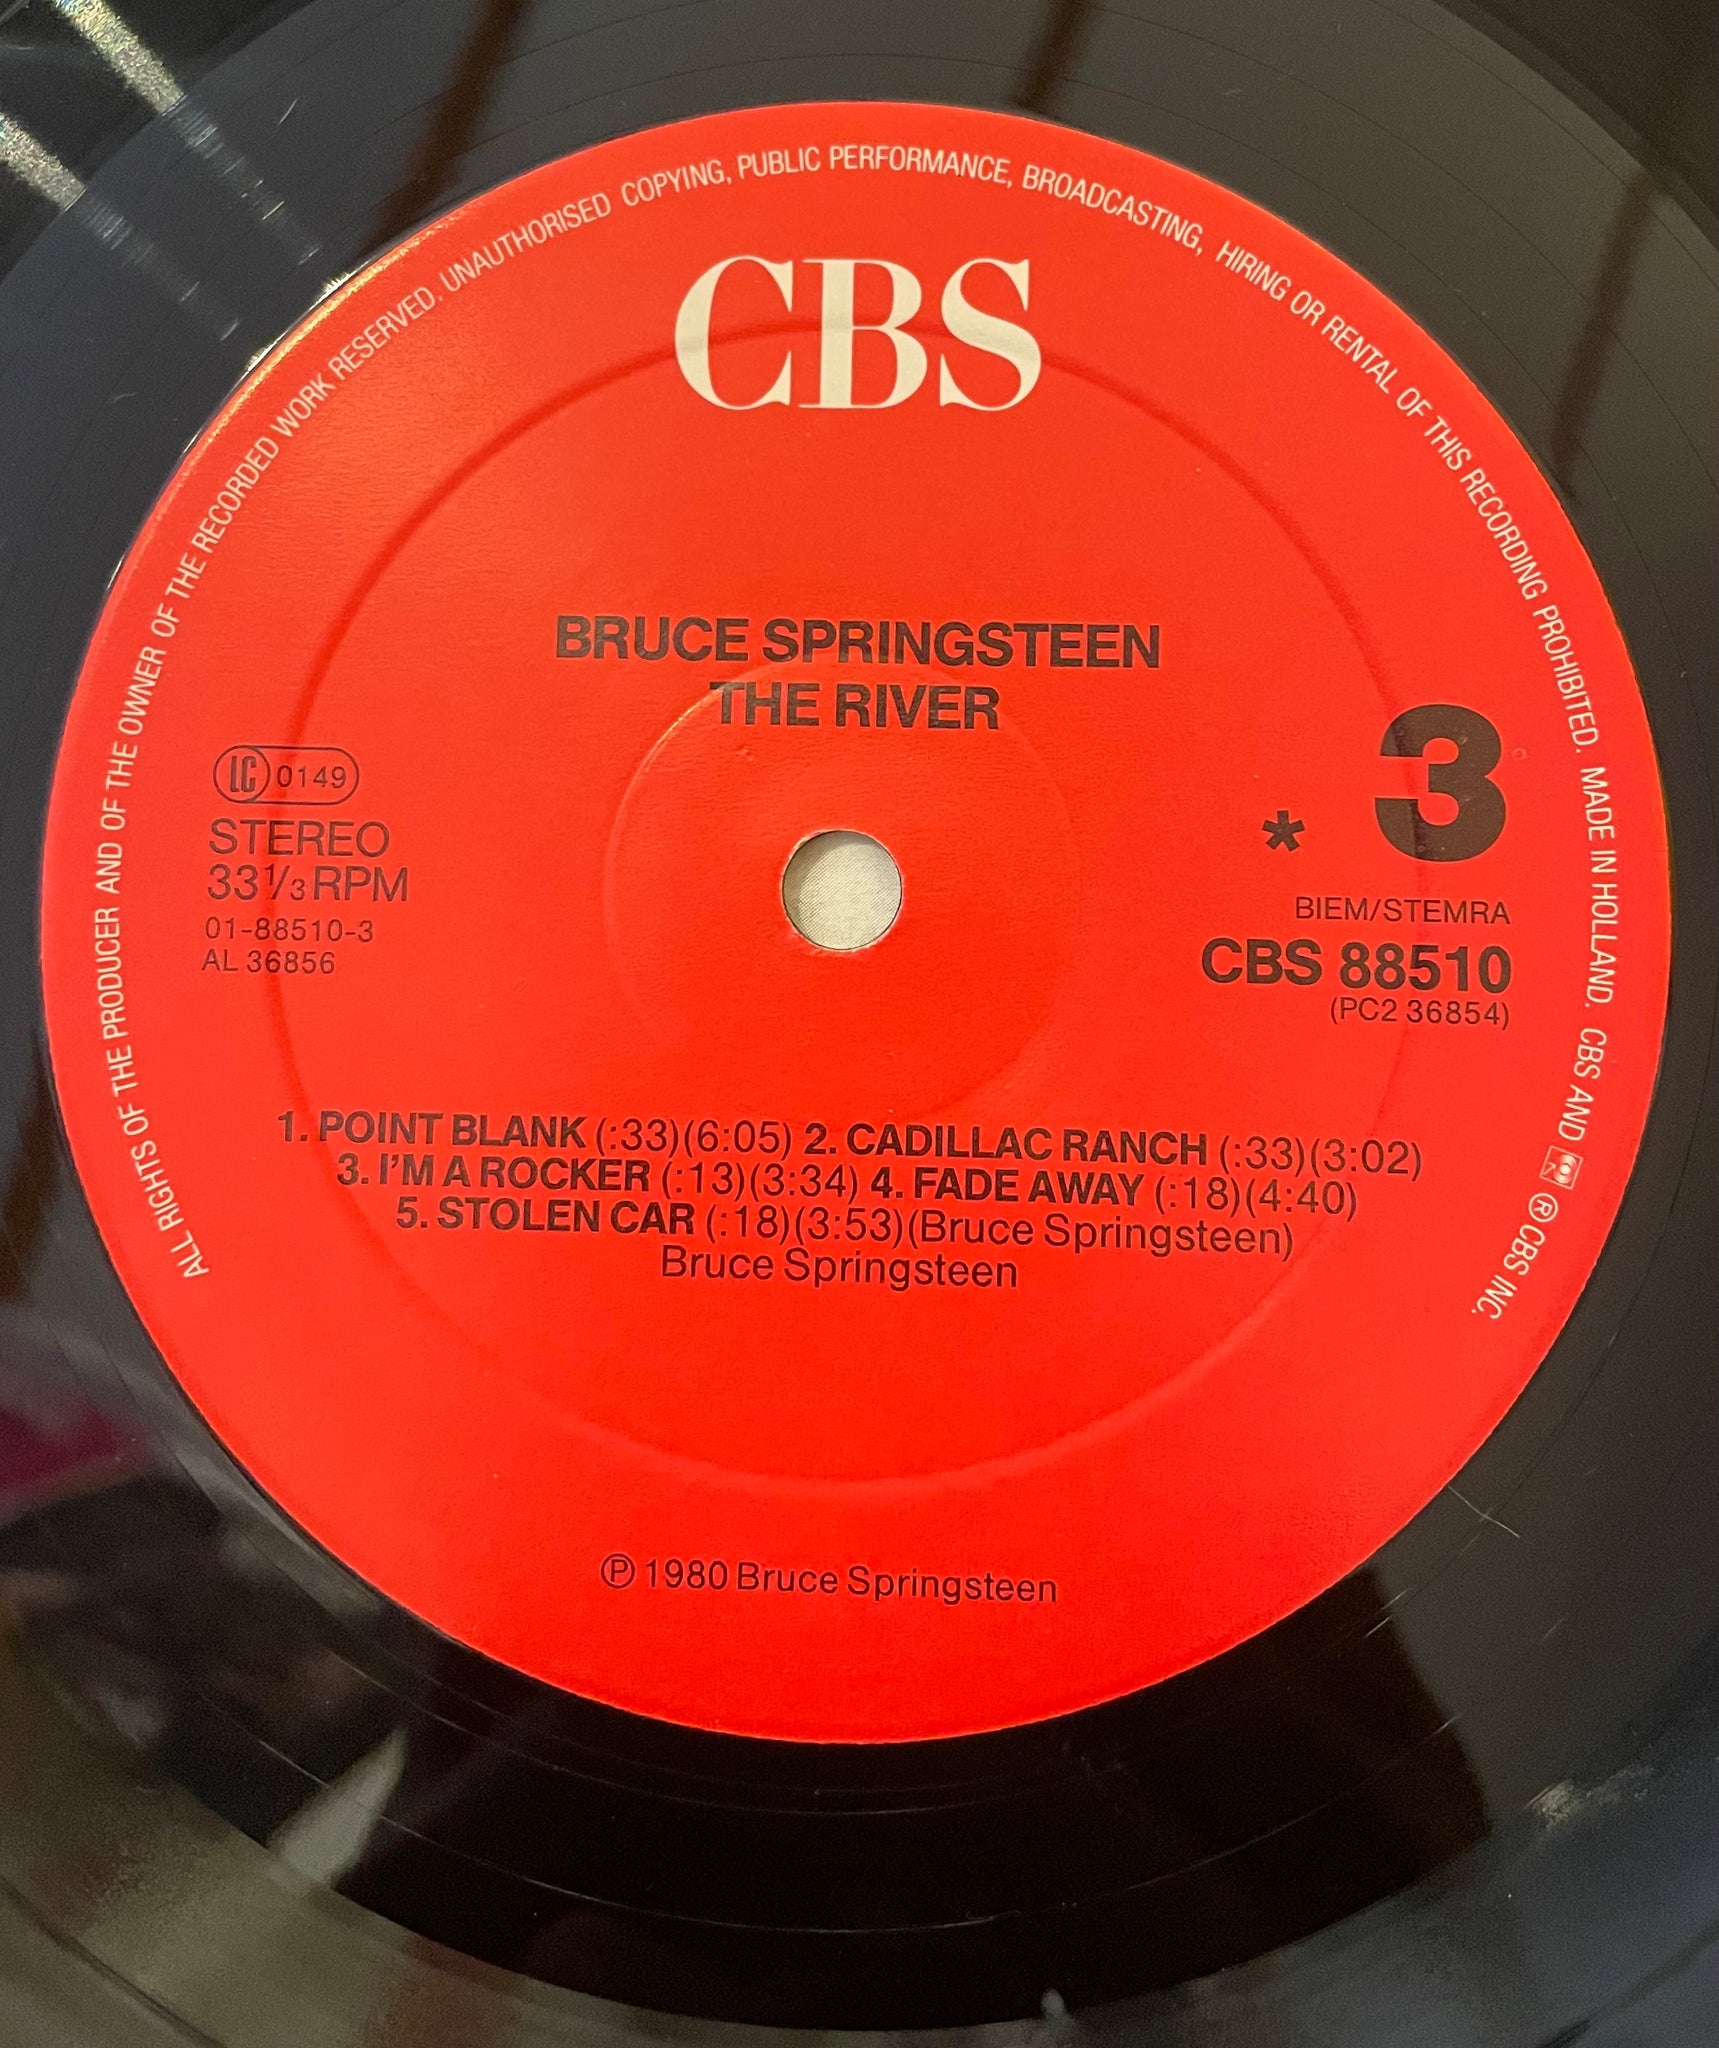 ALL RIGHTS OF THE PRODUCER AND OF THE OWNER OF THE RECORDED WORK RESERVED. UNAUTHORISED COPYING, PUBLIC PERFORMANCE, BROADCASTING, HIRING OR RENTAL OF THIS RECORDING PROHIBITED. MADE IN HOLLAND. CBS AND ® CBS INC.
CBS
BRUCE SPRINGSTEEN
THE RIVER
LC 0149
STEREO
33 1/3 RPM
01-88510-3
AL 36856
3
*
BIEM/STEMRA
CBS 88510
(PC2 36854)
1. POINT BLANK (:33)(6:05) 2. CADILLAC RANCH (:33)(3:02)
3. I'M A ROCKER (:13)(3:34) 4. FADE AWAY (:18)(4:40)
5. STOLEN CAR (:18)(3:53)(Bruce Springsteen)
Bruce Springsteen
℗ 1980 Bruce Springsteen